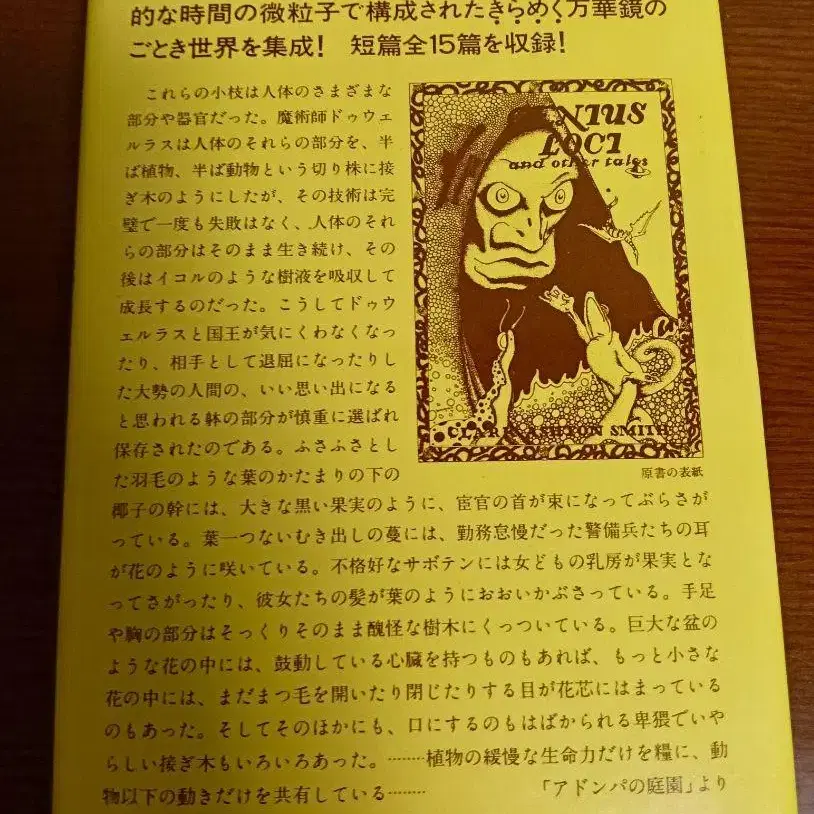 的な時間の微粒子で構成されたきらめく万華鏡の
ごとき世界を集成！ 短篇全15篇を収録！
これらの小枝は人体のさまざまな
部分や器官だった。魔術師ドゥウェ
ルラスは人体のそれらの部分を、半
ば植物、半ば動物という切り株に接
ぎ木のようにしたが、その技術は完
璧で一度も失敗はなく、人体のそれ
らの部分はそのまま生き続け、その
後はイコルのような樹液を吸収して
成長するのだった。こうしてドゥウ
ェルラスと国王が気にくわなくなっ
たり、相手として退屈になったりし
た大勢の人間の、いい思い出になる
と思われる躰の部分が慎重に選ばれ
保存されたのである。ふさふさとし
た羽毛のような葉のかたまりの下の
椰子の幹には、大きな黒い果実のように、宦官の首が束になってぶらさが
っている。葉一つないむき出しの蔓には、勤務怠慢だった警備兵たちの耳
が花のように咲いている。不格好なサボテンには女どもの乳房が果実とな
ってさがったり、彼女たちの髪が葉のようにおおいかぶさっている。手足
や胸の部分はそっくりそのまま醜怪な樹木にくっついている。巨大な盆の
ような花の中には、鼓動している心臓を持つものもあれば、もっと小さな
花の中には、まだまつ毛を開いたり閉じたりする目が花芯にはまっている
のもあった。そしてそのほかにも、口にするのもはばかられる卑猥でいや
らしい接ぎ木もいろいろあった。………植物の緩慢な生命力だけを糧に、動
物以下の動きだけを共有している………
「アドンパの庭園」より
NIUS
LOCI
and other tales
CLARK ASHTON SMITH
原書の表紙